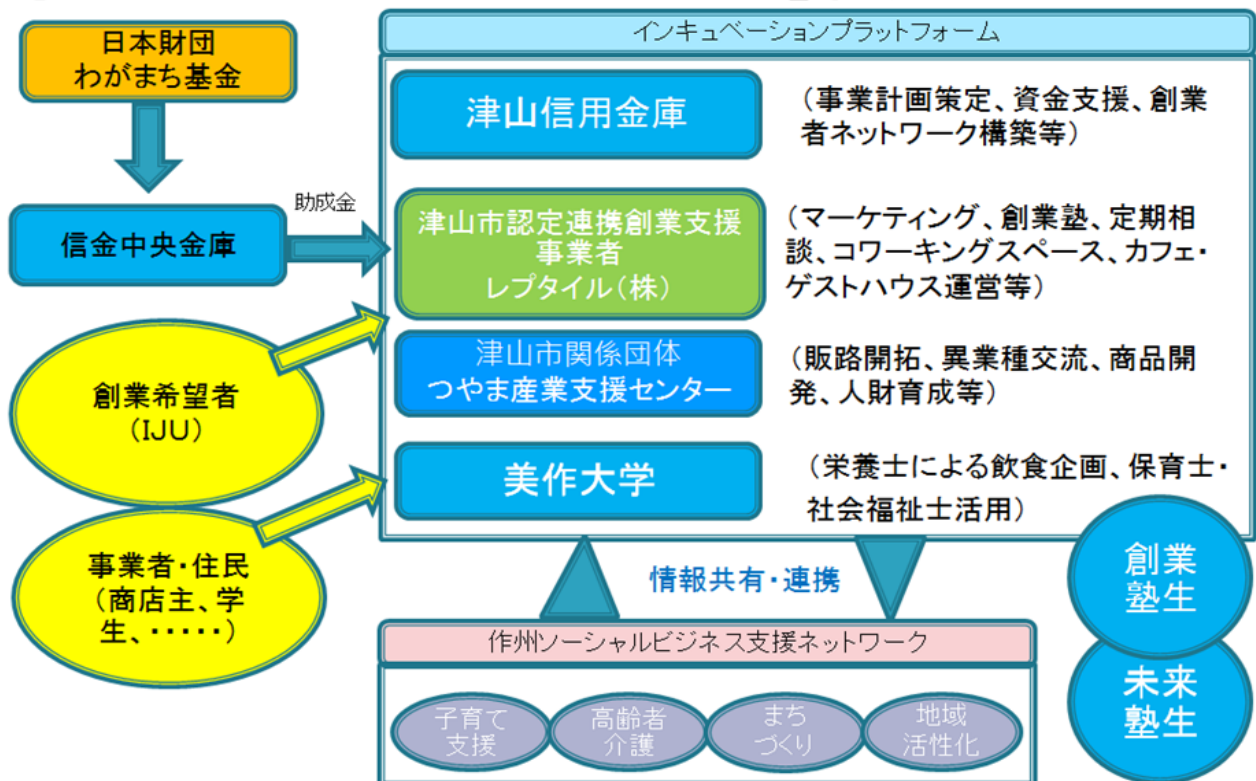 日本財団
わがまち基金
信金中央金庫
助成金
創業希望者
（IJU）
事業者・住民
（商店主、学
生、・・・・・）
インキュベーションプラットフォーム
津山信用金庫
（事業計画策定、資金支援、創業
者ネットワーク構築等）
津山市認定連携創業支援
事業者
レプタイル（株）
（マーケティング、創業塾、定期相
談、コワーキングスペース、カフェ・
ゲストハウス運営等）
津山市関係団体
つやま産業支援センター
（販路開拓、異業種交流、商品開
発、人財育成等）
美作大学
（栄養士による飲食企画、保育士・
社会福祉士活用）
情報共有・連携
作州ソーシャルビジネス支援ネットワーク
子育て
支援
高齢者
介護
まち
づくり
地域
活性化
創業
塾生
未来
塾生